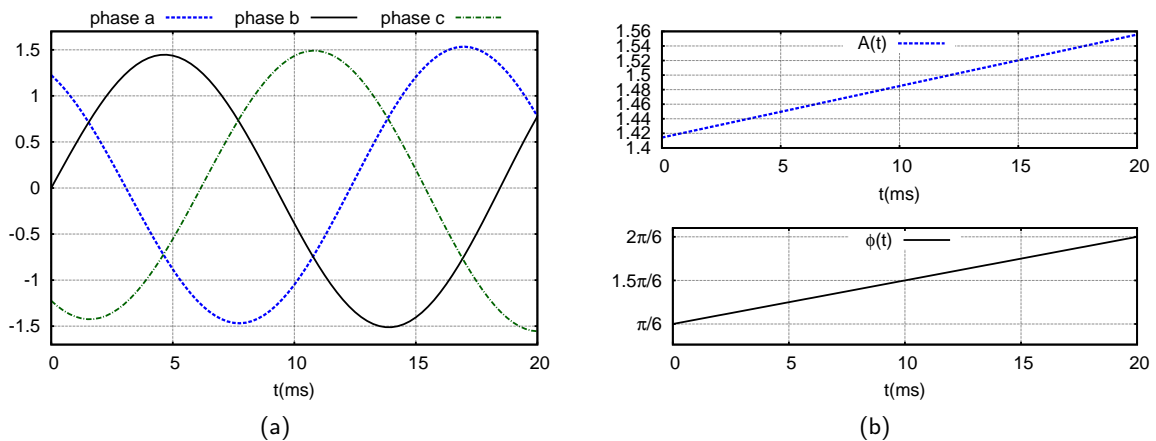 phase a phase b phase c
1.5
1
0.5
0
-0.5
-1
-1.5
0 5 10 15 20
t(ms)
(a)
A(t)
1.56
1.54
1.52
1.5
1.48
1.46
1.44
1.42
1.4
0 5 10 15 20
t(ms)
ϕ(t)
2π/6
1.5π/6
π/6
0 5 10 15 20
t(ms)
(b)